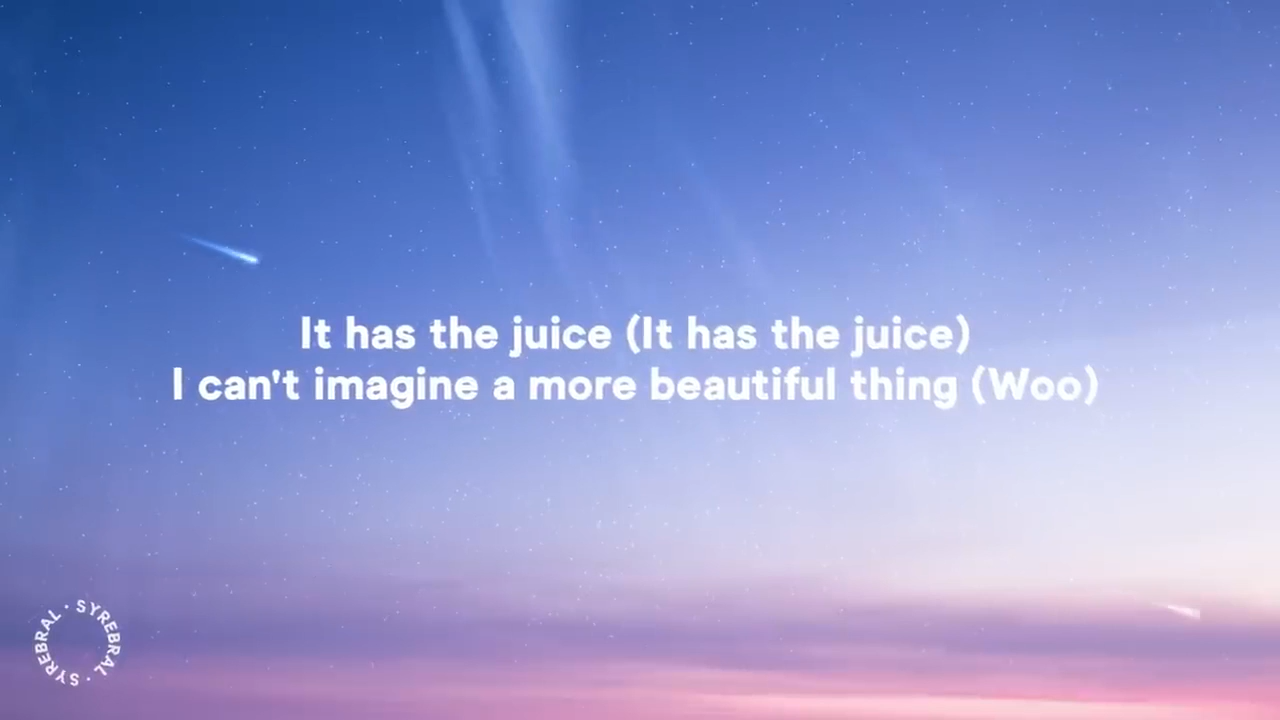 It has the juice (It has the juice)
I can't imagine a more beautiful thing (Woo)
SYREBRAL · SYREBRAL ·